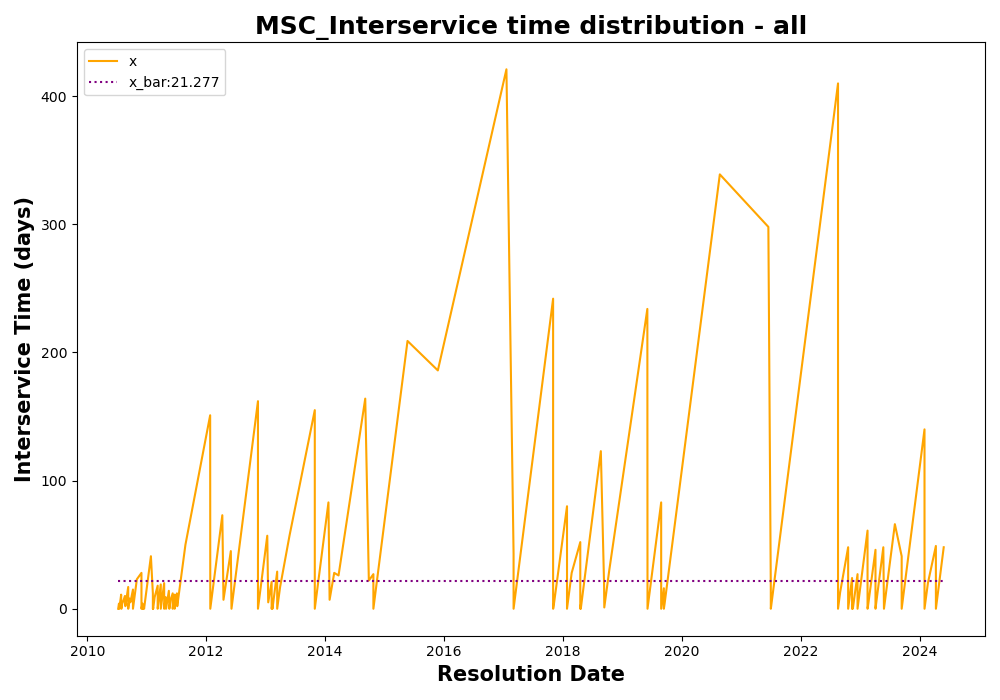 MSC_Interservice time distribution - all
x
x_bar:21.277
Interservice Time (days)
400
300
200
100
0
2010
2012
2014
2016
2018
2020
2022
2024
Resolution Date